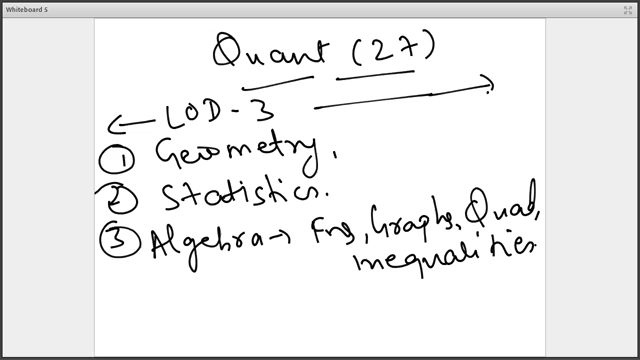 Whiteboard 5
Quant (27)
LOD - 3
1 Geometry.
2 Statistics.
3 Algebra → Fns, Graphs, Quad,
inequalities